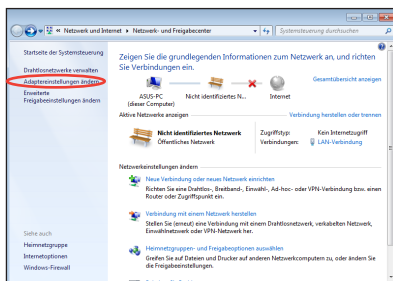 « Netzwerk und Internet ▸ Netzwerk- und Freigabecenter
Systemsteuerung durchsuchen
Startseite der Systemsteuerung
Drahtlosnetzwerke verwalten
Adaptereinstellungen ändern
Erweiterte
Freigabeeinstellungen ändern
Zeigen Sie die grundlegenden Informationen zum Netzwerk an, und richten
Sie Verbindungen ein.
Gesamtübersicht anzeigen
ASUS-PC
(dieser Computer)
Nicht identifiziertes N...
Internet
Aktive Netzwerke anzeigen
Verbindung herstellen oder trennen
Nicht identifiziertes Netzwerk
Öffentliches Netzwerk
Zugriffstyp: Kein Internetzugriff
Verbindungen: LAN-Verbindung
Netzwerkeinstellungen ändern
Neue Verbindung oder neues Netzwerk einrichten
Richten Sie eine Drahtlos-, Breitband-, Einwähl-, Ad-hoc- oder VPN-Verbindung bzw. einen
Router oder Zugriffspunkt ein.
Verbindung mit einem Netzwerk herstellen
Stellen Sie (erneut) eine Verbindung mit einem Drahtlosnetzwerk, verkabelten Netzwerk,
Einwählnetzwerk oder VPN-Netzwerk her.
Heimnetzgruppen- und Freigabeoptionen auswählen
Greifen Sie auf Dateien und Drucker auf anderen Netzwerkcomputern zu, oder ändern Sie
die Freigabeeinstellungen.
Siehe auch
Heimnetzgruppe
Internetoptionen
Windows-Firewall